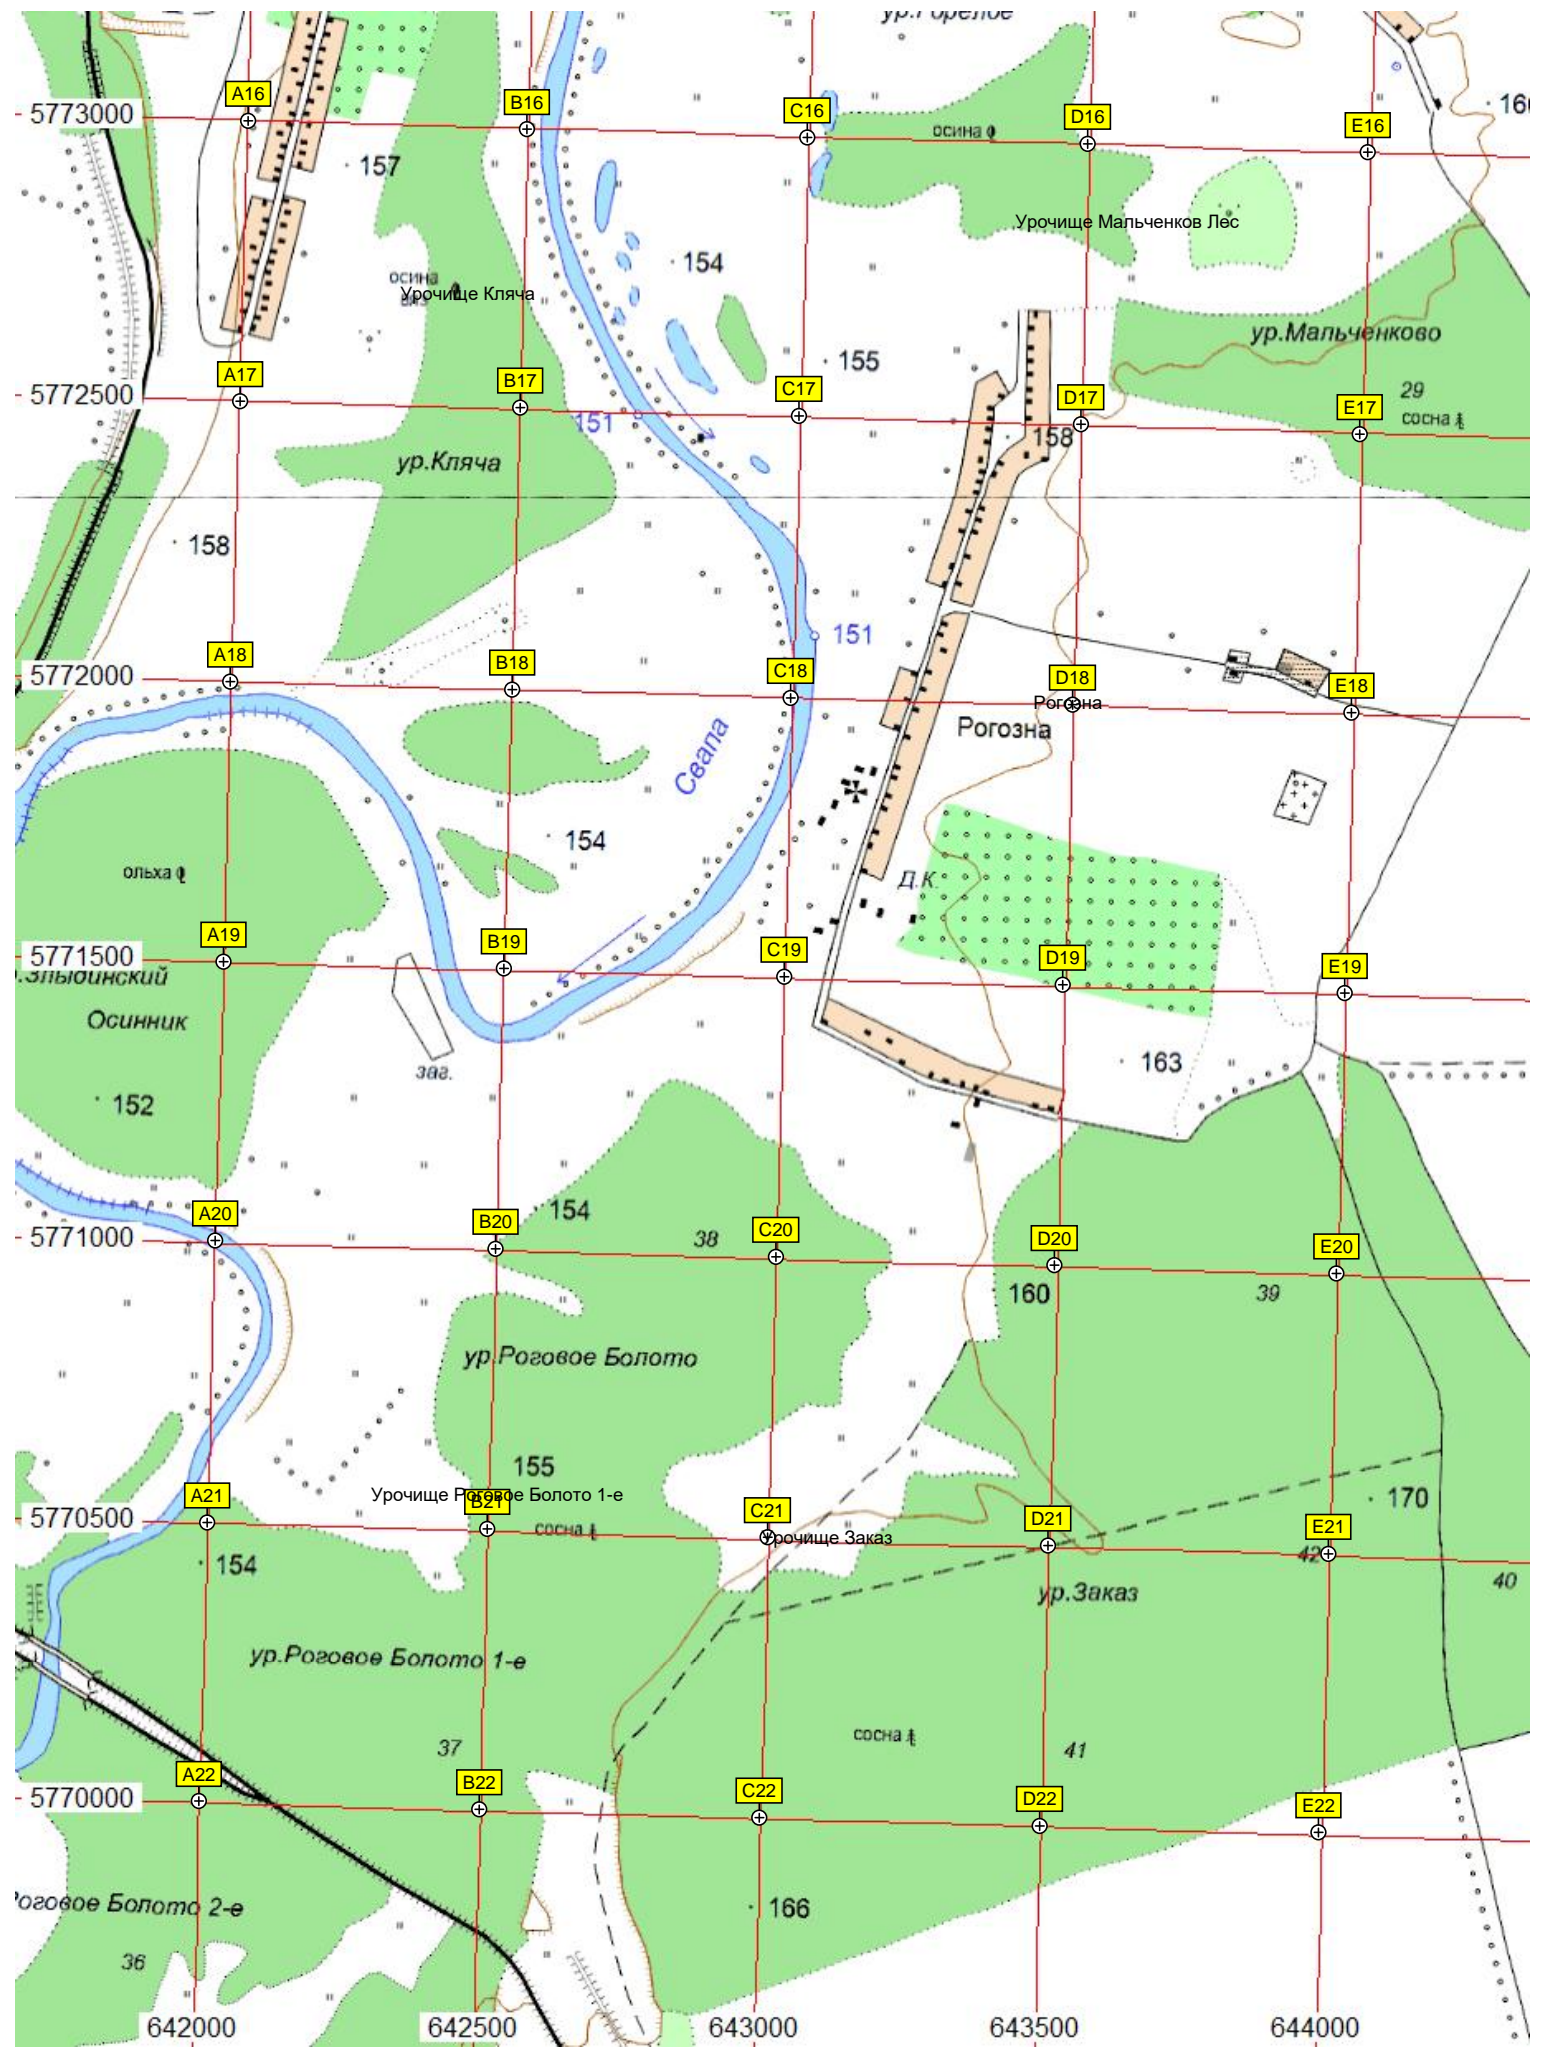 ур.Горелое
A16
B16
C16
D16
E16
5773000
осина
160
157
Урочище Мальченков Лес
154
осина
Урочище Кляча
ур.Мальченково
155
A17
B17
C17
D17
E17
5772500
29
сосна
151
158
ур.Кляча
158
151
A18
B18
C18
D18
E18
5772000
Рогозна
Рогозна
Свапа
154
ольха
Д.К.
A19
B19
C19
D19
E19
5771500
.Злыдинский
Осинник
163
заг.
152
A20
B20
C20
D20
E20
154
38
5771000
160
39
ур.Роговое Болото
155
Урочище Роговое Болото 1-е
A21
B21
C21
D21
E21
170
5770500
сосна
Урочище Заказ
42
154
40
ур.Заказ
ур.Роговое Болото 1-е
сосна
37
41
A22
B22
C22
D22
E22
5770000
Роговое Болото 2-е
166
36
642000
642500
643000
643500
644000